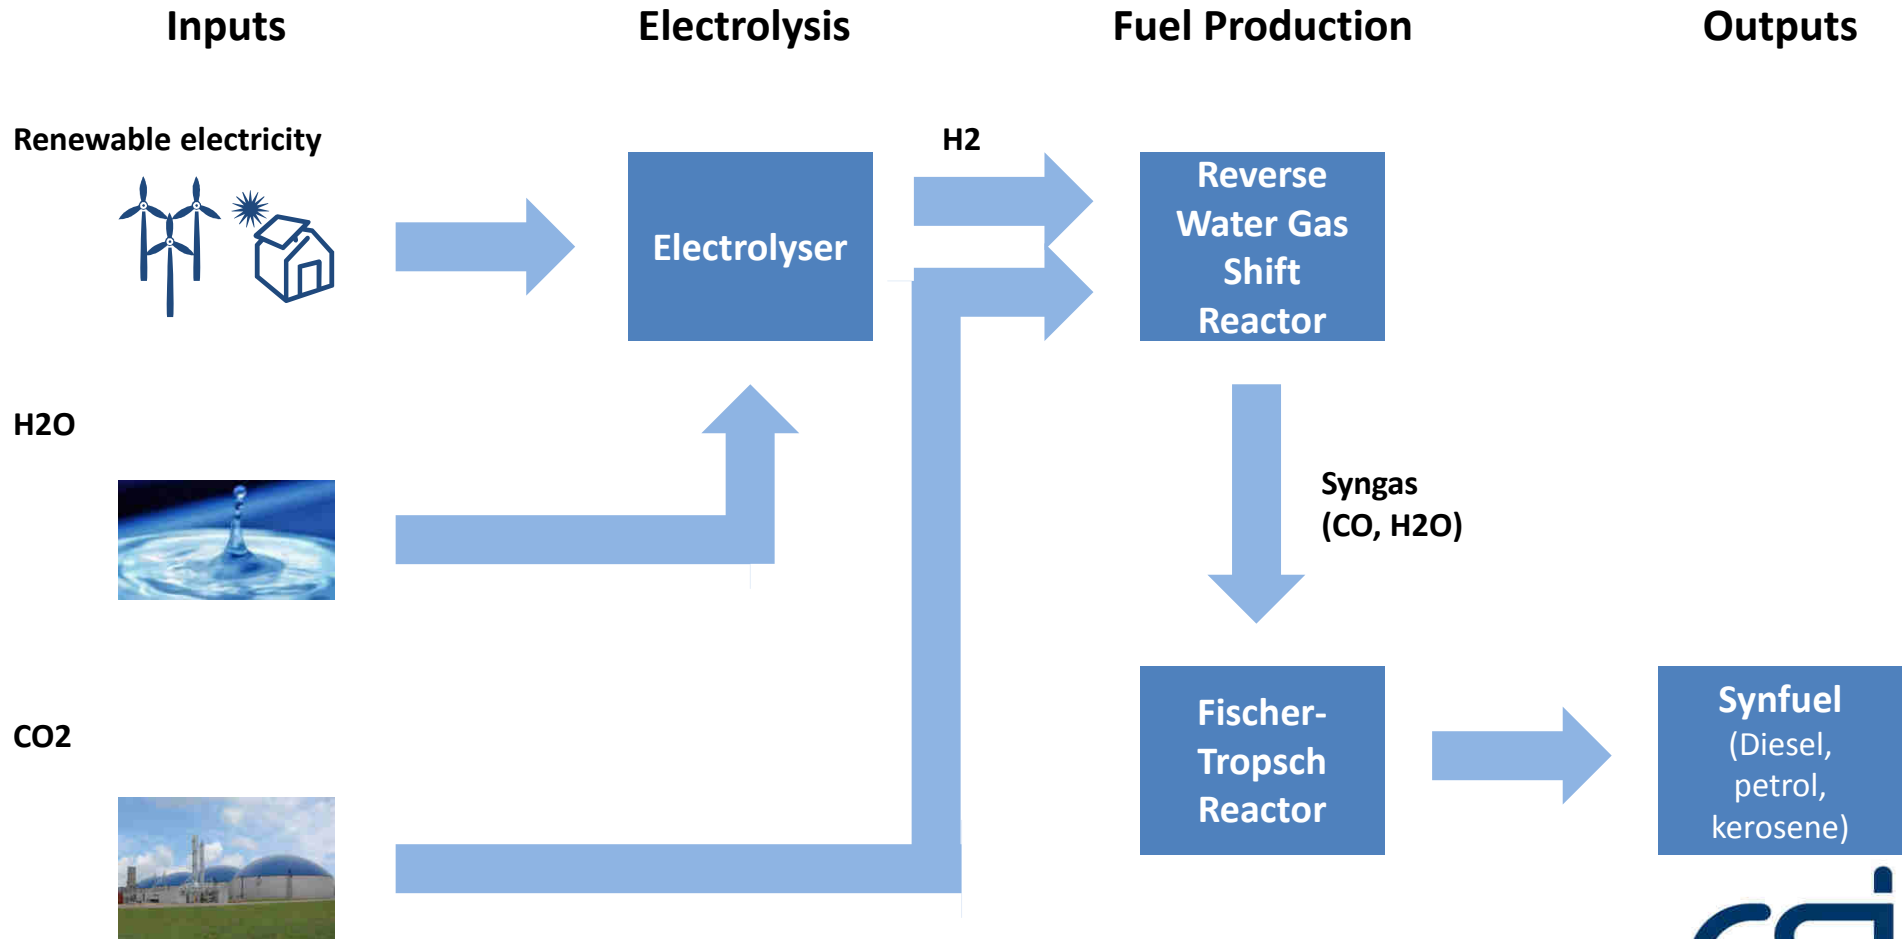 Inputs
Electrolysis
Fuel Production
Outputs
Renewable electricity
H2
Electrolyser
Reverse
Water Gas
Shift
Reactor
H2O
Syngas
(CO, H2O)
CO2
Fischer-
Tropsch
Reactor
Synfuel
(Diesel,
petrol,
kerosene)